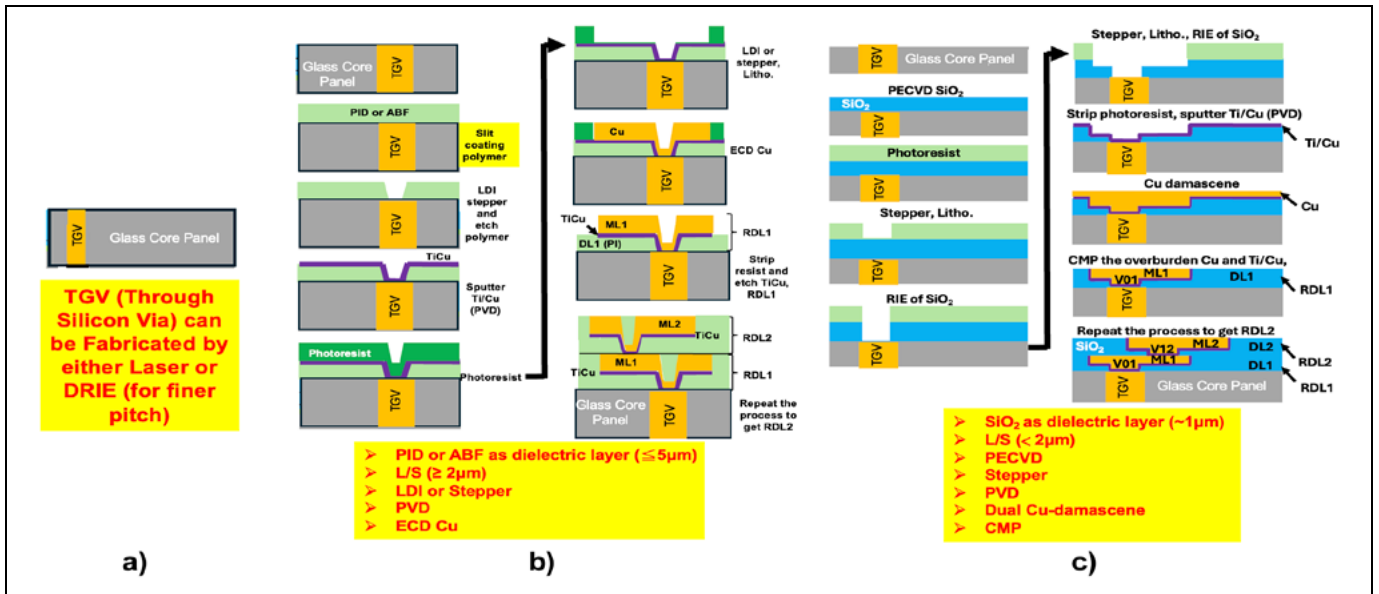 TGV
Glass Core Panel
TGV (Through
Silicon Via) can
be Fabricated by
either Laser or
DRIE (for finer
pitch)
a)
Glass Core
Panel
TGV
PID or ABF
TGV
Slit
coating
polymer
TGV
LDI
stepper
and
etch
polymer
TiCu
TGV
Sputter
Ti/Cu
(PVD)
Photoresist
TGV
Photoresist
TGV
LDI or
stepper,
Litho.
Cu
TGV
ECD Cu
TiCu
ML1
DL1 (PI)
RDL1
TGV
Strip
resist and
etch TiCu,
RDL1
ML2
TiCu
RDL2
ML1
TiCu
RDL1
Glass Core
Panel
TGV
Repeat the
process to
get RDL2
➢ PID or ABF as dielectric layer (≦5μm)
➢ L/S (≥ 2μm)
➢ LDI or Stepper
➢ PVD
➢ ECD Cu
b)
TGV
Glass Core Panel
PECVD SiO₂
SiO₂
TGV
Photoresist
TGV
Stepper, Litho.
TGV
RIE of SiO₂
TGV
Stepper, Litho., RIE of SiO₂
TGV
Strip photoresist, sputter Ti/Cu (PVD)
TGV
Ti/Cu
Cu damascene
TGV
Cu
CMP the overburden Cu and Ti/Cu,
V01
ML1
DL1
TGV
RDL1
Repeat the process to get RDL2
SiO₂
V12
ML2
DL2
V01
ML1
DL1
RDL2
TGV
Glass Core Panel
RDL1
➢ SiO₂ as dielectric layer (~1μm)
➢ L/S (< 2μm)
➢ PECVD
➢ Stepper
➢ PVD
➢ Dual Cu-damascene
➢ CMP
c)